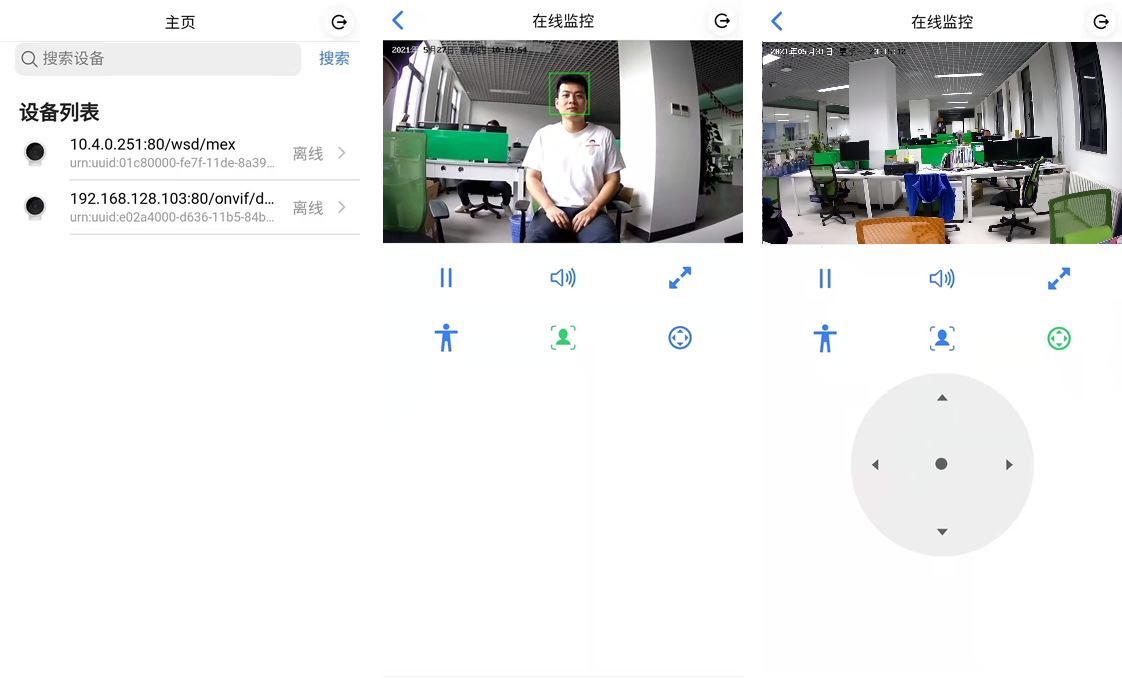 主页
搜索设备
搜索
设备列表
10.4.0.251:80/wsd/mex
urn:uuid:01c80000-fe7f-11de-8a39...
离线
192.168.128.103:80/onvif/d...
urn:uuid:e02a4000-d636-11b5-84b...
离线
在线监控
2021年 5月27日 星期四 10:19:54
在线监控
2021年05月31日